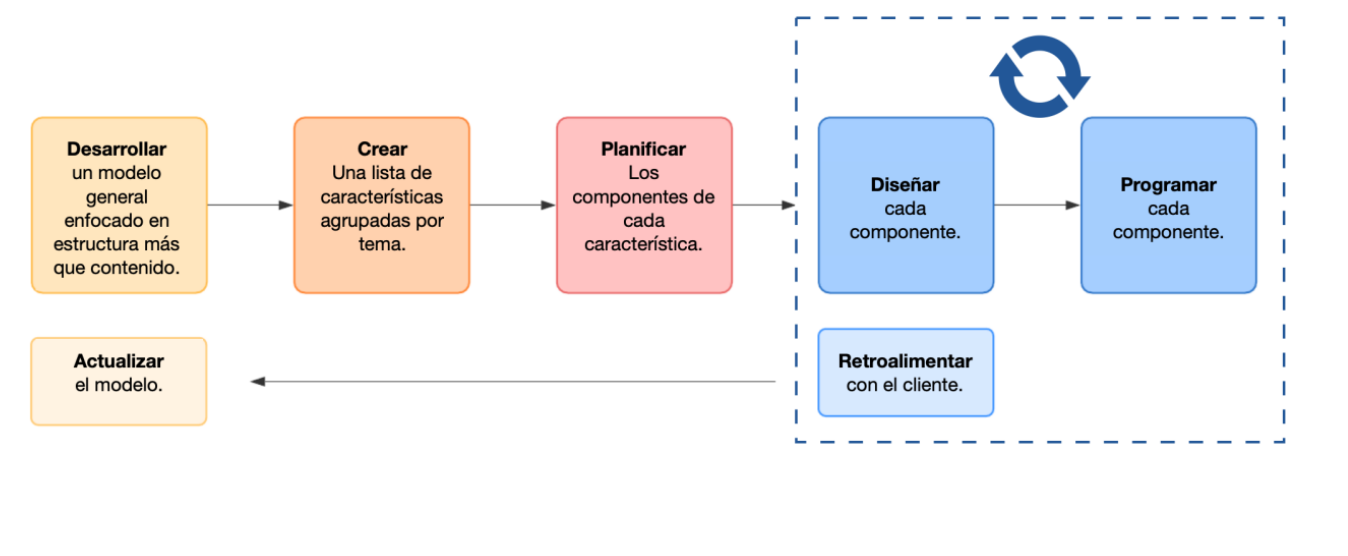 Desarrollar
un modelo
general
enfocado en
estructura más
que contenido.
Crear
Una lista de
características
agrupadas por
tema.
Planificar
Los
componentes de
cada
característica.
Diseñar
cada
componente.
Programar
cada
componente.
Actualizar
el modelo.
Retroalimentar
con el cliente.